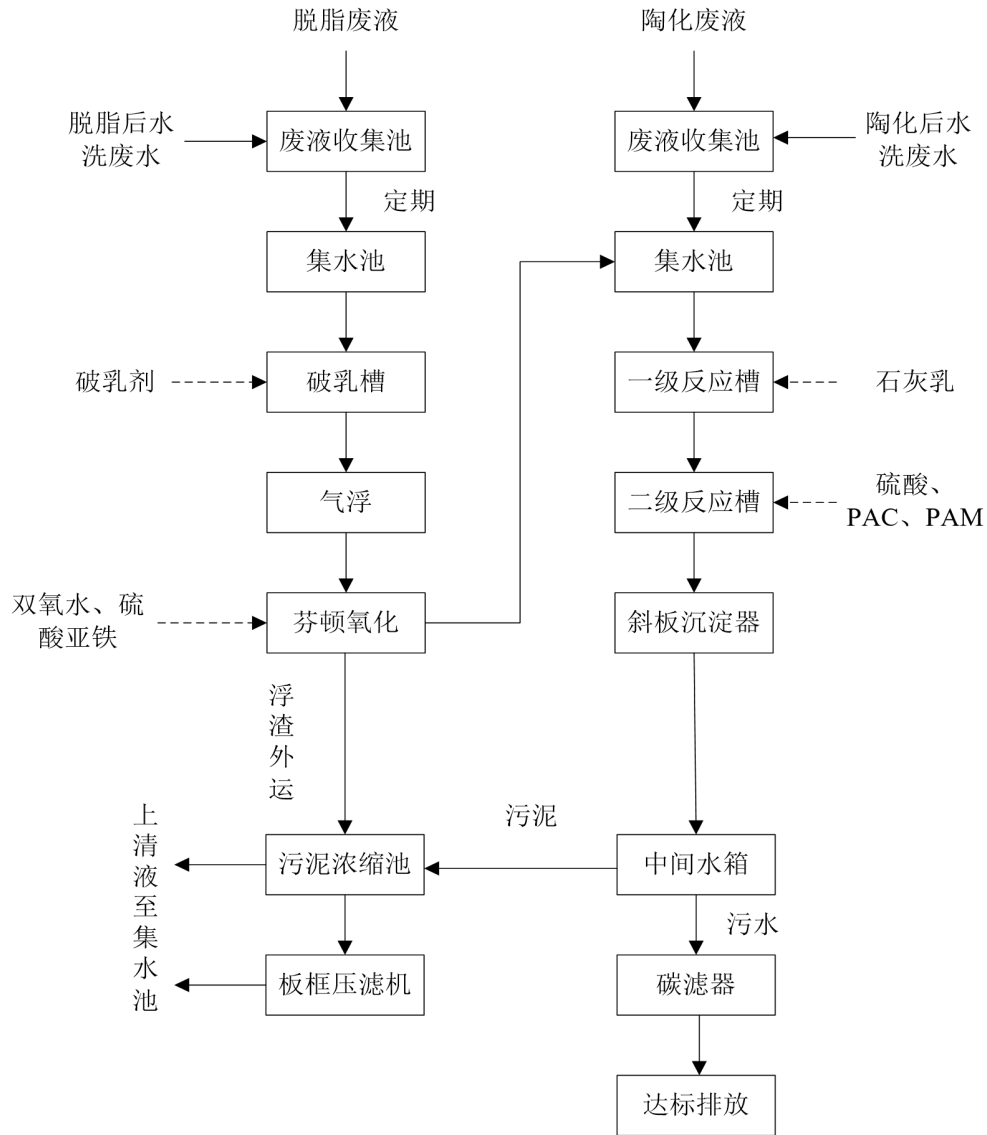 脱脂废液
陶化废液
脱脂后水
洗废水
废液收集池
废液收集池
陶化后水
洗废水
定期
定期
集水池
集水池
破乳剂
破乳槽
一级反应槽
石灰乳
气浮
二级反应槽
硫酸、
PAC、PAM
双氧水、硫
酸亚铁
芬顿氧化
斜板沉淀器
浮
渣
外
运
上
清
液
至
集
水
池
污泥
污泥浓缩池
中间水箱
污水
板框压滤机
碳滤器
达标排放